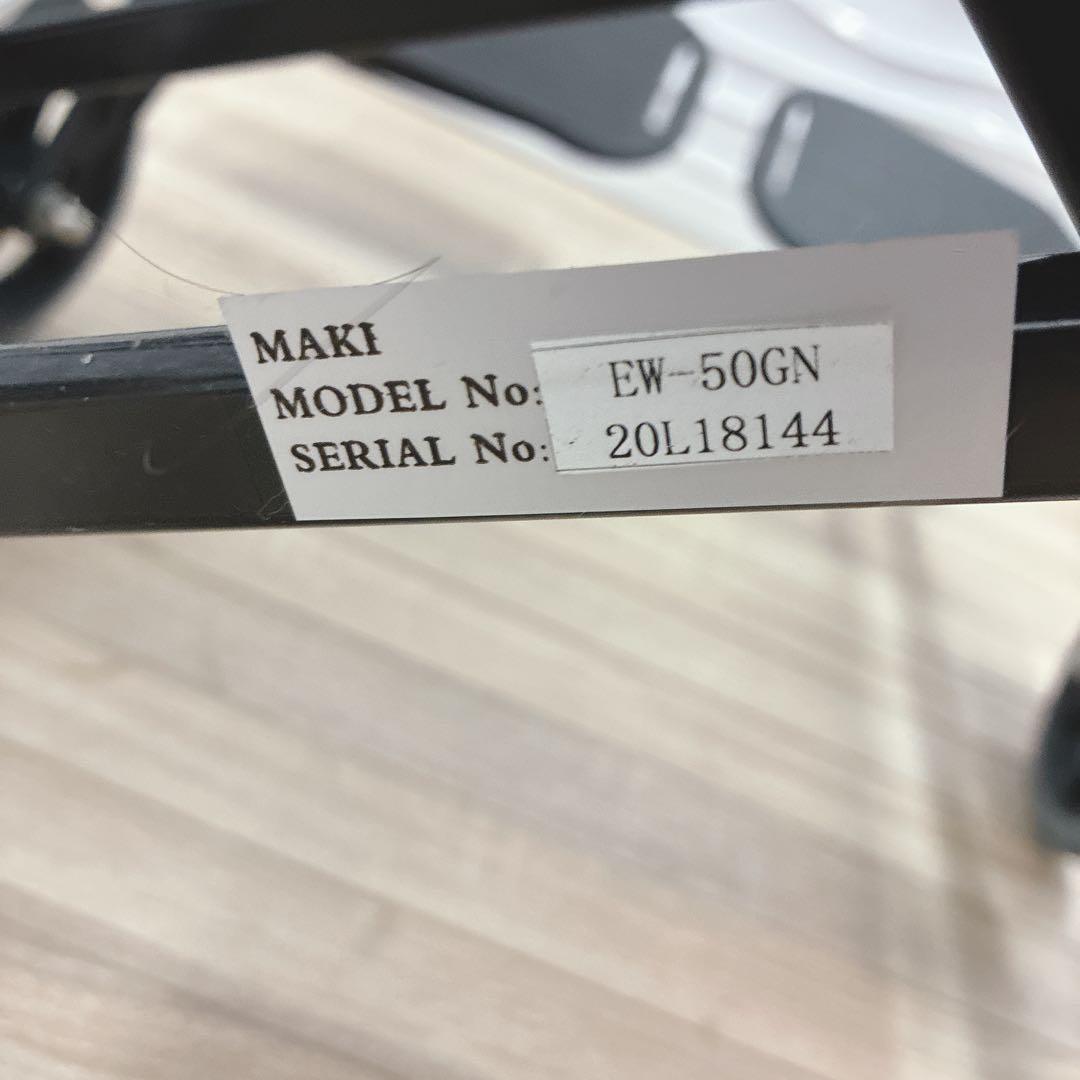 MAKI
MODEL No: EW-50GN
SERIAL No: 20L18144